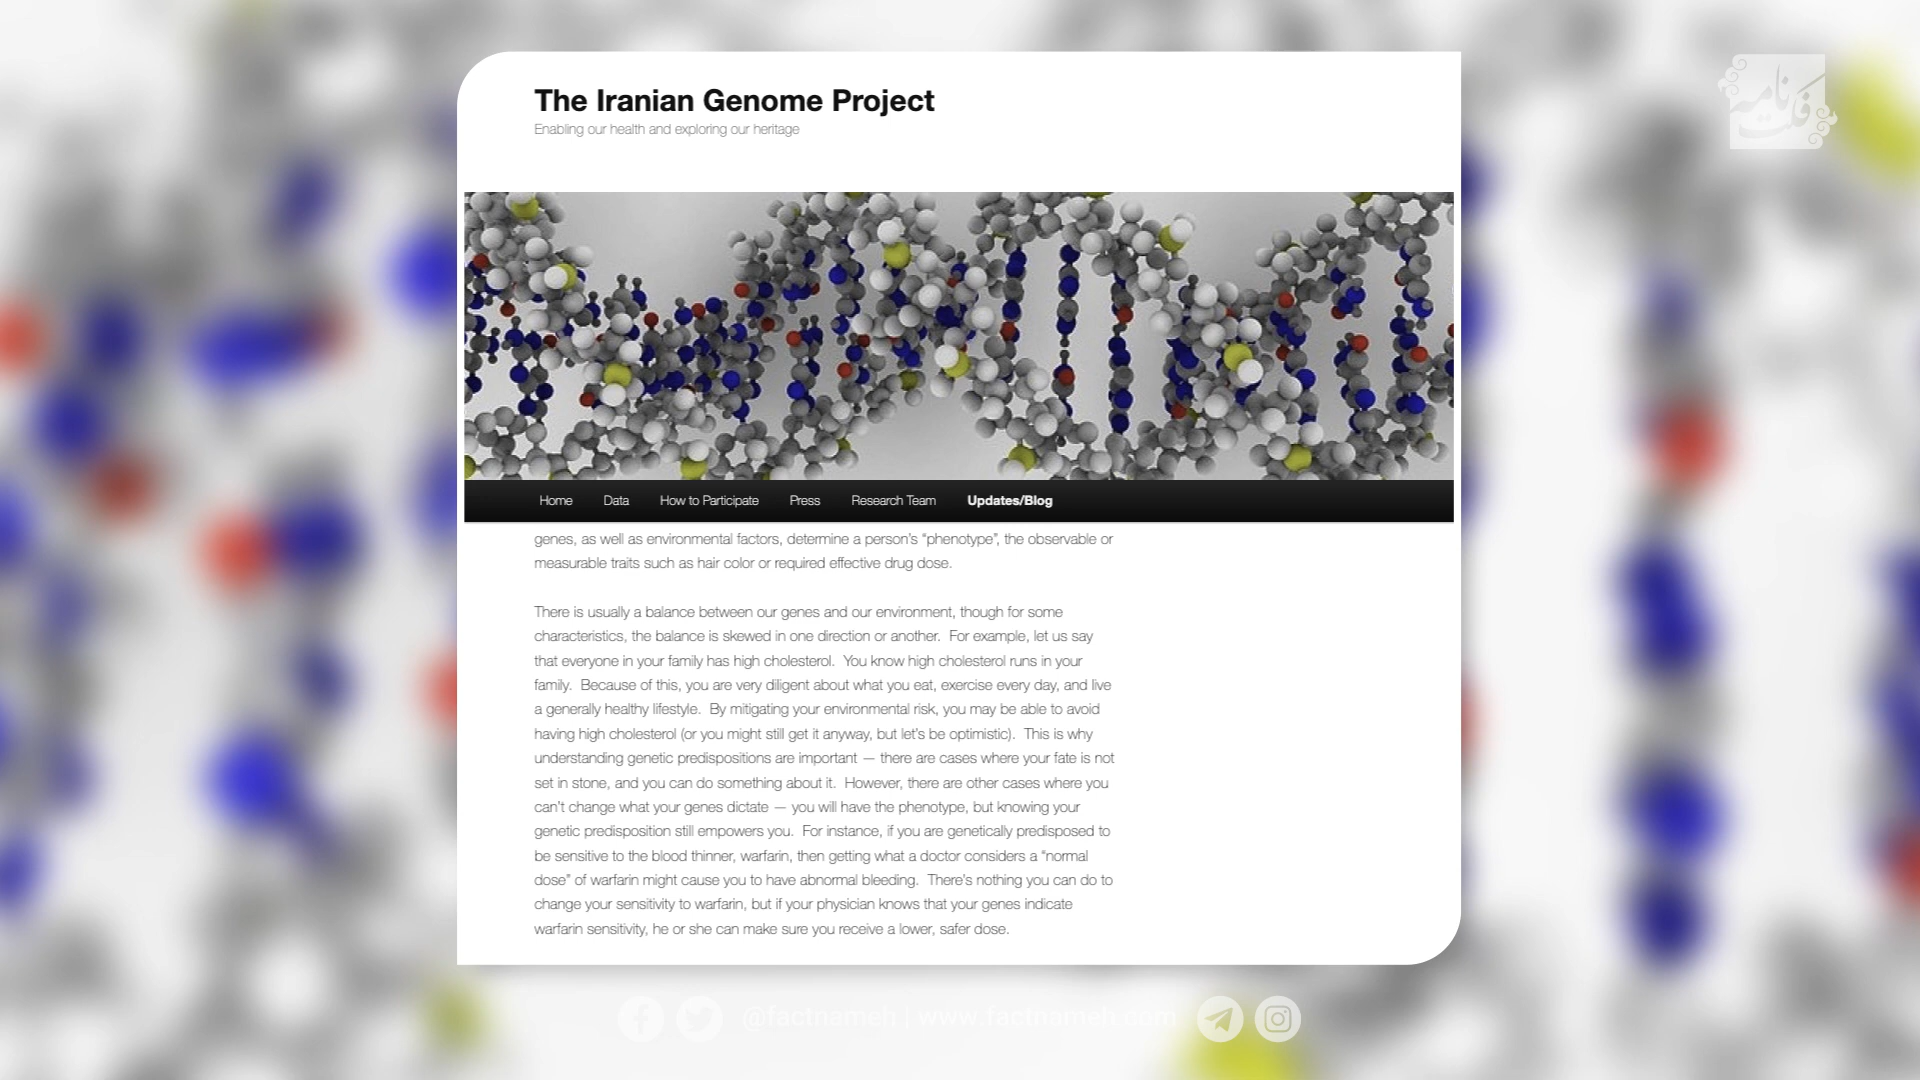 The Iranian Genome Project
Enabling our health and exploring our heritage
فکت نامه
Home Data How to Participate Press Research Team Updates/Blog
genes, as well as environmental factors, determine a person's “phenotype”, the observable or
measurable traits such as hair color or required effective drug dose.
There is usually a balance between our genes and our environment, though for some
characteristics, the balance is skewed in one direction or another. For example, let us say
that everyone in your family has high cholesterol. You know high cholesterol runs in your
family. Because of this, you are very diligent about what you eat, exercise every day, and live
a generally healthy lifestyle. By mitigating your environmental risk, you may be able to avoid
having high cholesterol (or you might still get it anyway, but let's be optimistic). This is why
understanding genetic predispositions are important — there are cases where your fate is not
set in stone, and you can do something about it. However, there are other cases where you
can't change what your genes dictate — you will have the phenotype, but knowing your
genetic predisposition still empowers you. For instance, if you are genetically predisposed to
be sensitive to the blood thinner, warfarin, then getting what a doctor considers a “normal
dose” of warfarin might cause you to have abnormal bleeding. There's nothing you can do to
change your sensitivity to warfarin, but if your physician knows that your genes indicate
warfarin sensitivity, he or she can make sure you receive a lower, safer dose.
@factnameh | www.factnameh.com